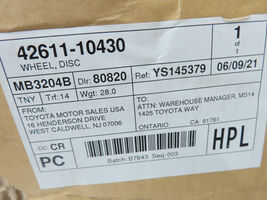 42611-10430
WHEEL, DISC
1
of
1
MB3204B Dlr: 80820 Ref: YS145379 06/09/21
TNY Trf: 14 Wgt: 28.0
FROM:
TOYOTA MOTOR SALES USA
16 HENDERSON DRIVE
WEST CALDWELL, NJ 07006
TO:
ATTN: WAREHOUSE MANAGER, MS14
1425 TOYOTA WAY
ONTARIO CA 91761
CC CR
PC
HPL
Batch: B7843 Seq: 003